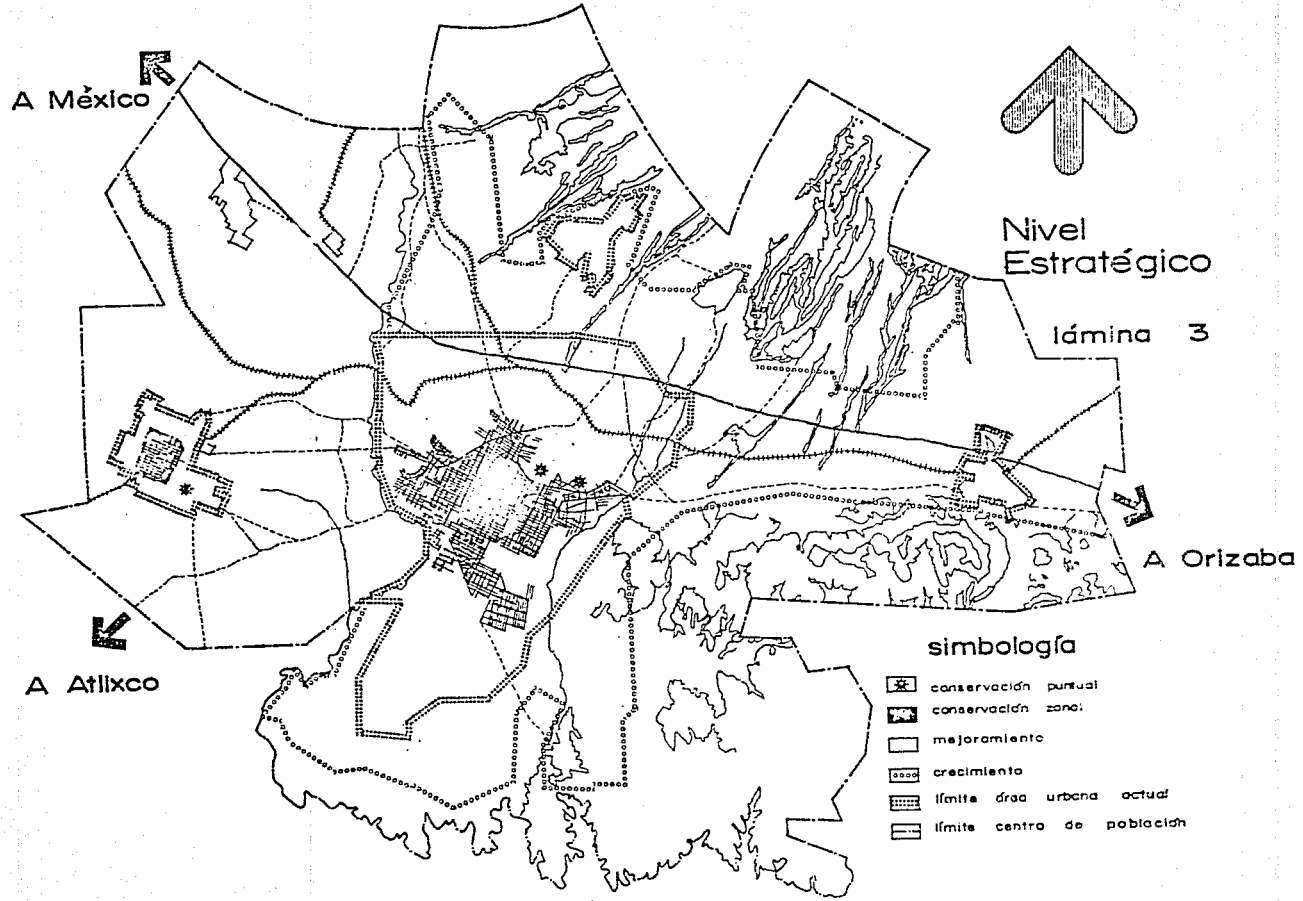 A México
Nivel
Estratégico
lámina 3
A Orizaba
A Atlixco
simbología
conservación puntual
conservación zonal
mejoramiento
crecimiento
límite área urbana actual
límite centro de población